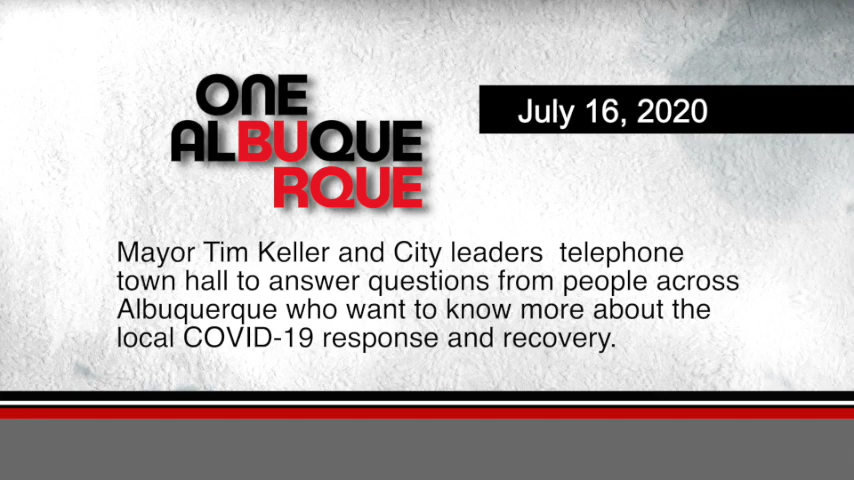 ONE
ALBUQUE
RQUE
July 16, 2020
Mayor Tim Keller and City leaders  telephone
town hall to answer questions from people across
Albuquerque who want to know more about the
local COVID-19 response and recovery.